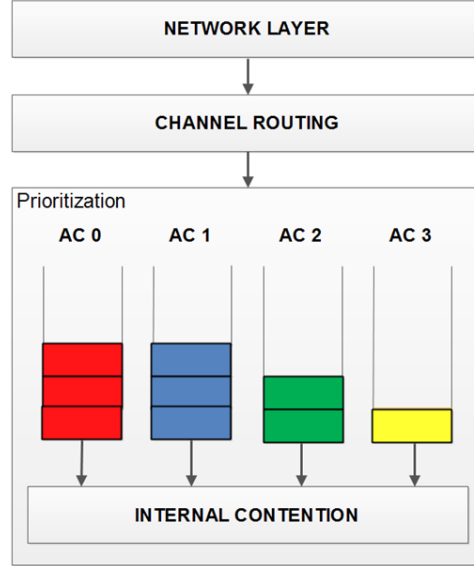 NETWORK LAYER
CHANNEL ROUTING
Prioritization
AC 0 AC 1 AC 2 AC 3
INTERNAL CONTENTION